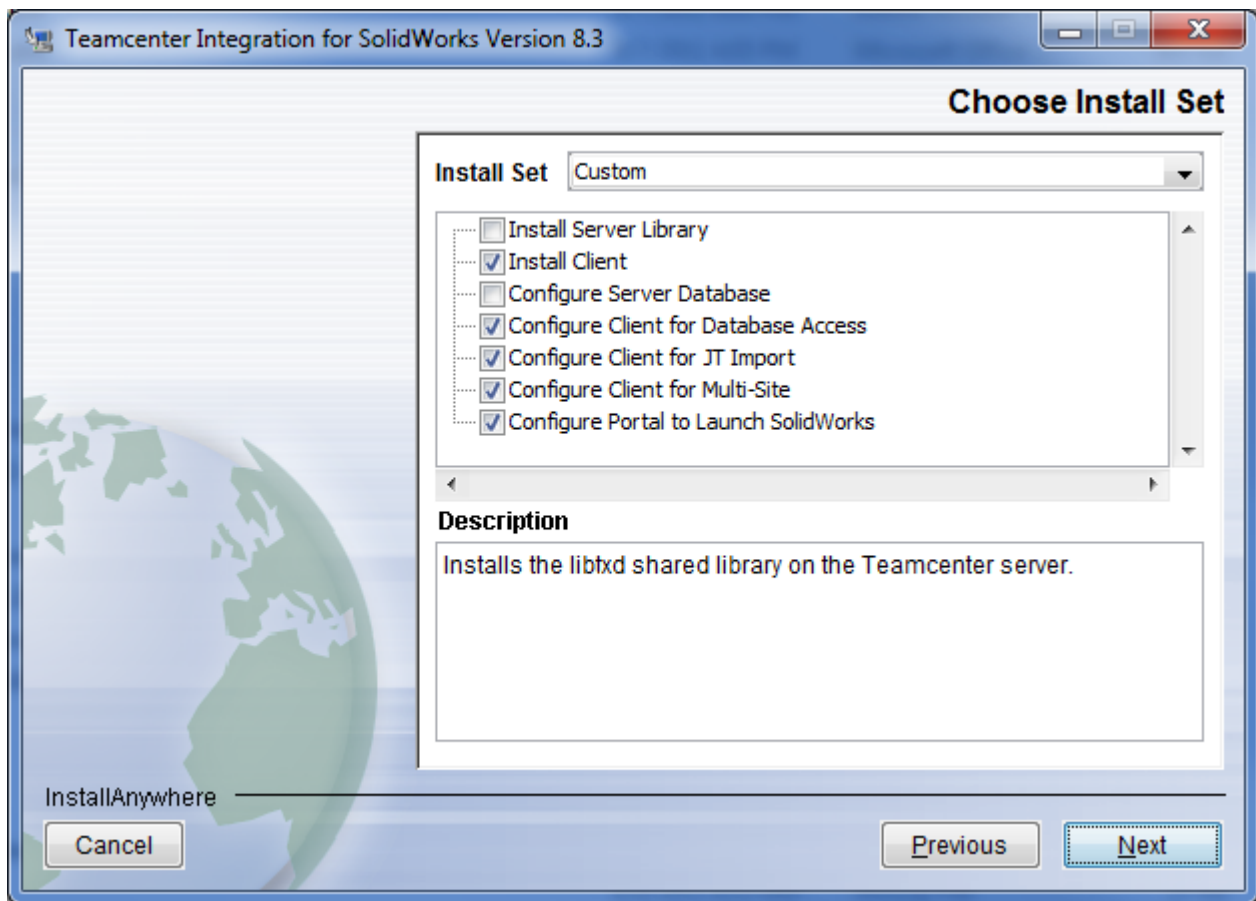 Teamcenter Integration for SolidWorks Version 8.3
Choose Install Set
Install Set Custom
Install Server Library
Install Client
Configure Server Database
Configure Client for Database Access
Configure Client for JT Import
Configure Client for Multi-Site
Configure Portal to Launch SolidWorks
Description
Installs the libtxd shared library on the Teamcenter server.
InstallAnywhere
Cancel Previous Next